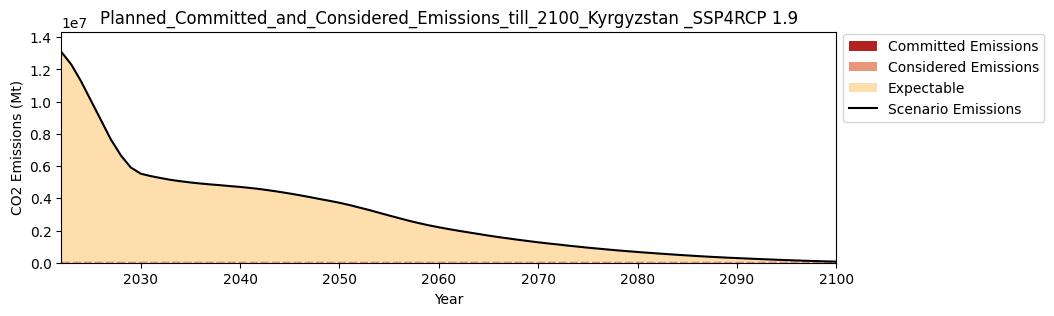 Planned_Committed_and_Considered_Emissions_till_2100_Kyrgyzstan _SSP4RCP 1.9
1e7
1.4
1.2
1.0
0.8
0.6
0.4
0.2
0.0
CO2 Emissions (Mt)
2030
2040
2050
2060
2070
2080
2090
2100
Year
Committed Emissions
Considered Emissions
Expectable
Scenario Emissions